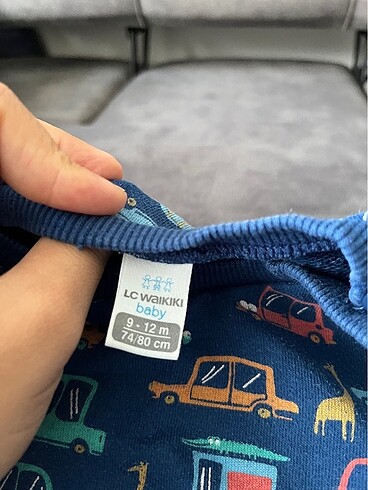 LC WAIKIKI
baby
9 - 12 m
74/80 cm